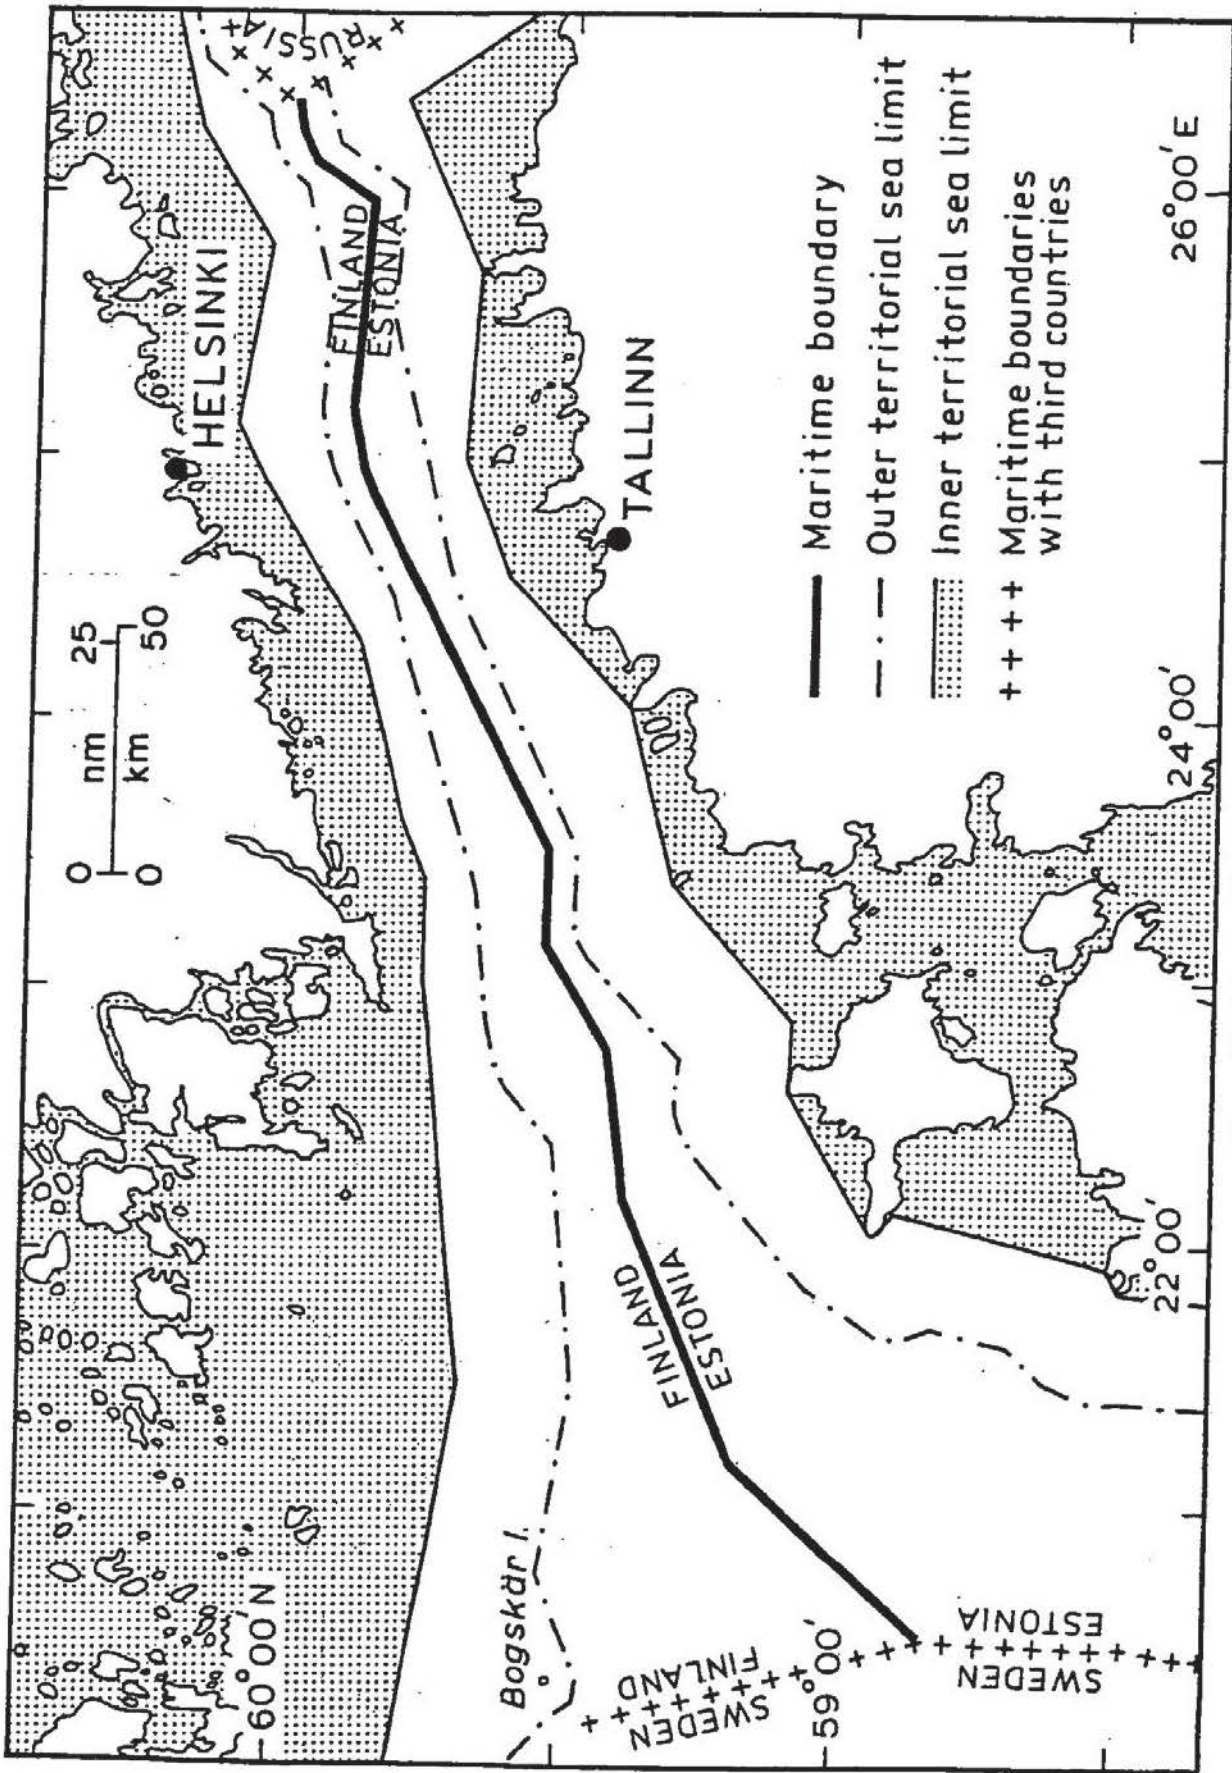 RUSSIA
HELSINKI
FINLAND
ESTONIA
TALLINN
0 nm 25
0 km 50
60°00' N
Bogskär I.
FINLAND
ESTONIA
SWEDEN
FINLAND
59°00'
SWEDEN
ESTONIA
22°00'
24°00'
26°00' E
Maritime boundary
Outer territorial sea limit
Inner territorial sea limit
++++ Maritime boundaries
with third countries